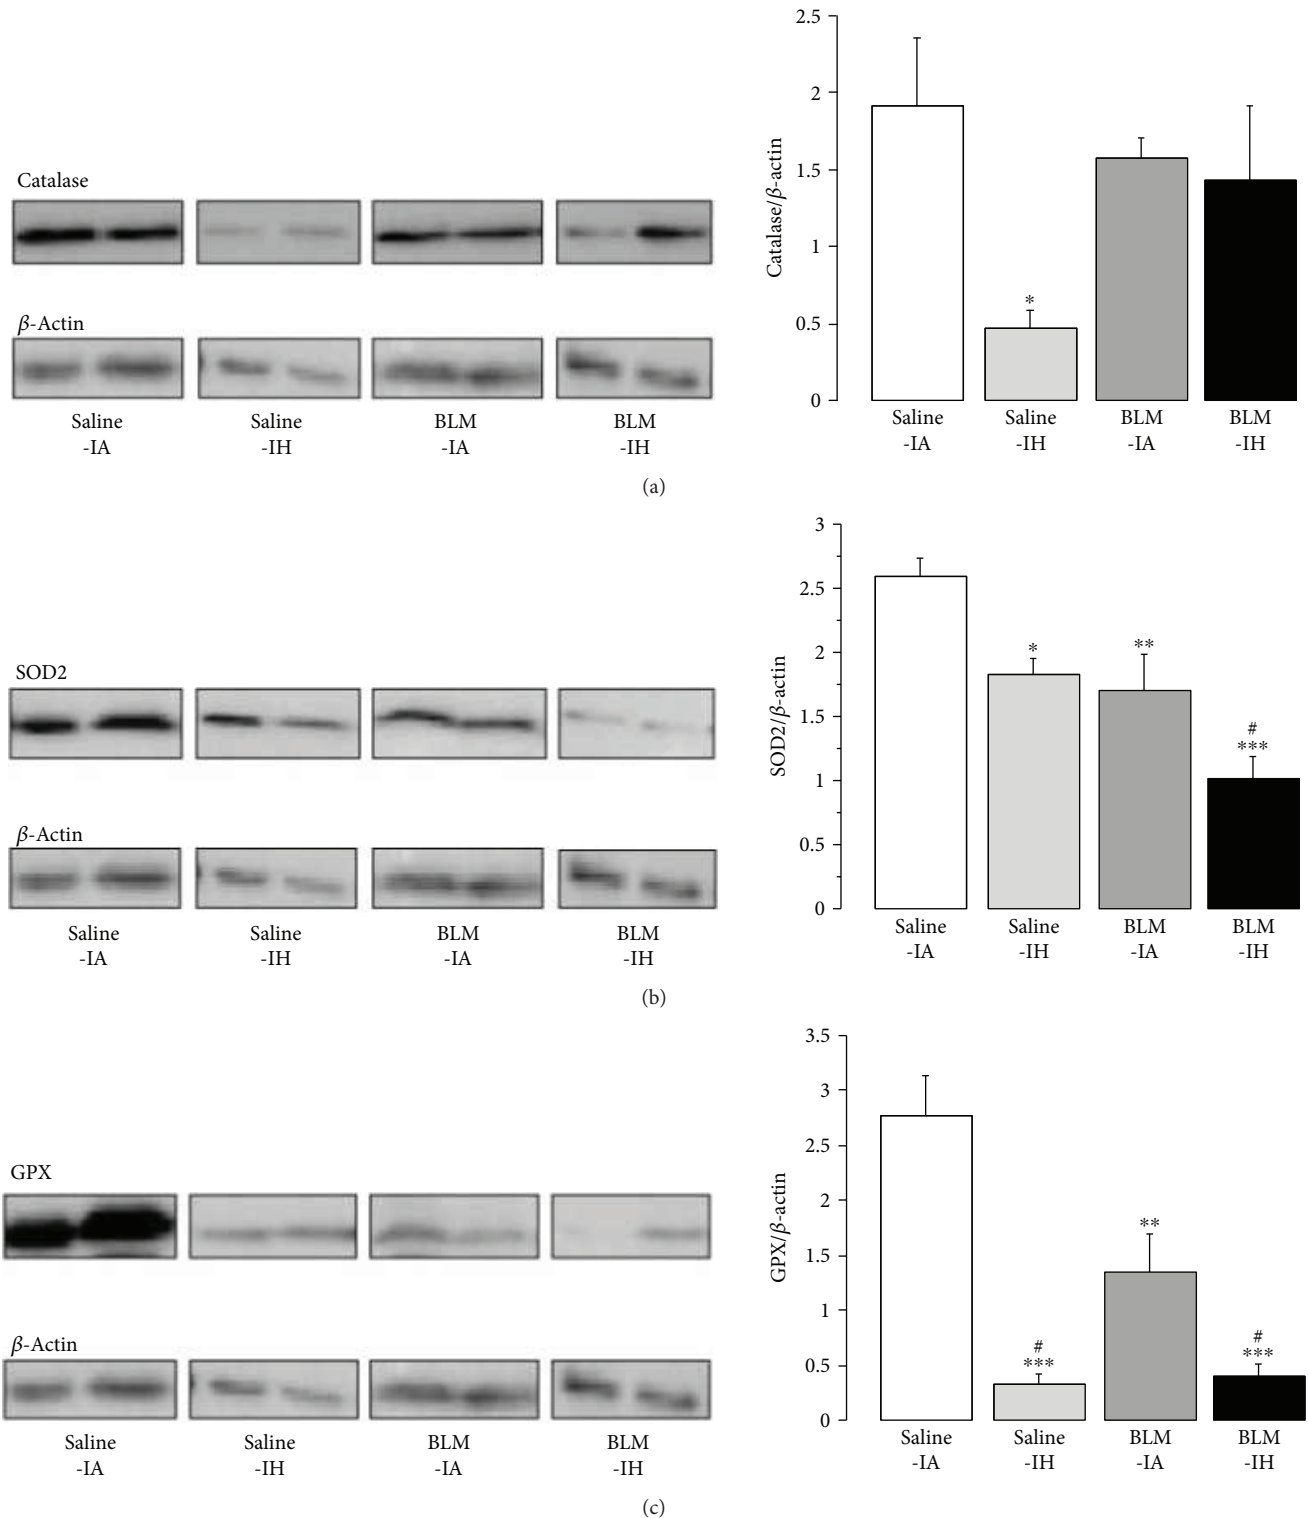 Catalase
β-Actin
Saline
-IA
Saline
-IH
BLM
-IA
BLM
-IH
2.5
2
1.5
1
0.5
0
Catalase/β-actin
*
Saline
-IA
Saline
-IH
BLM
-IA
BLM
-IH
(a)
SOD2
β-Actin
Saline
-IA
Saline
-IH
BLM
-IA
BLM
-IH
3
2.5
2
1.5
1
0.5
0
SOD2/β-actin
*
**
#
***
Saline
-IA
Saline
-IH
BLM
-IA
BLM
-IH
(b)
GPX
β-Actin
Saline
-IA
Saline
-IH
BLM
-IA
BLM
-IH
3.5
3
2.5
2
1.5
1
0.5
0
GPX/β-actin
#
***
**
#
***
Saline
-IA
Saline
-IH
BLM
-IA
BLM
-IH
(c)